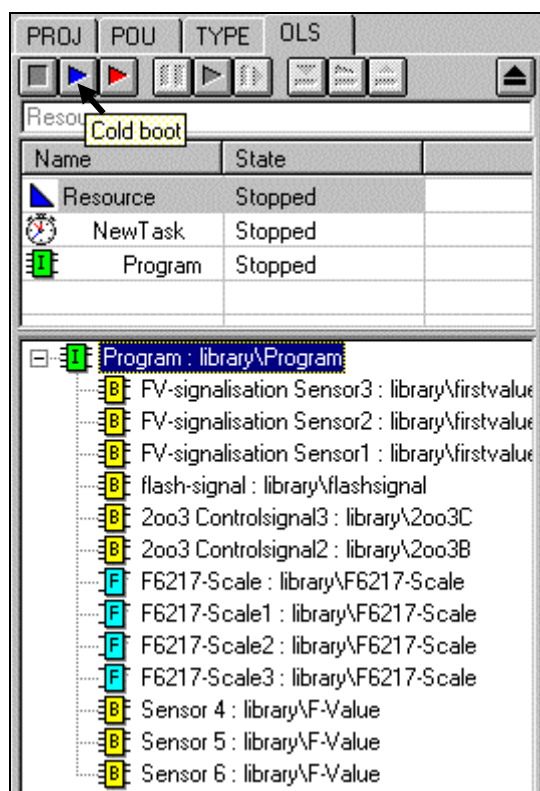 PROJ POU TYPE OLS
Resou
Cold boot
Name State
Resource Stopped
NewTask Stopped
I Program Stopped
I Program : library\Program
B FV-signalisation Sensor3 : library\firstvalue
B FV-signalisation Sensor2 : library\firstvalue
B FV-signalisation Sensor1 : library\firstvalue
B flash-signal : library\flashsignal
B 2oo3 Controlsignal3 : library\2oo3C
B 2oo3 Controlsignal2 : library\2oo3B
F F6217-Scale : library\F6217-Scale
F F6217-Scale1 : library\F6217-Scale
F F6217-Scale2 : library\F6217-Scale
F F6217-Scale3 : library\F6217-Scale
B Sensor 4 : library\F-Value
B Sensor 5 : library\F-Value
B Sensor 6 : library\F-Value